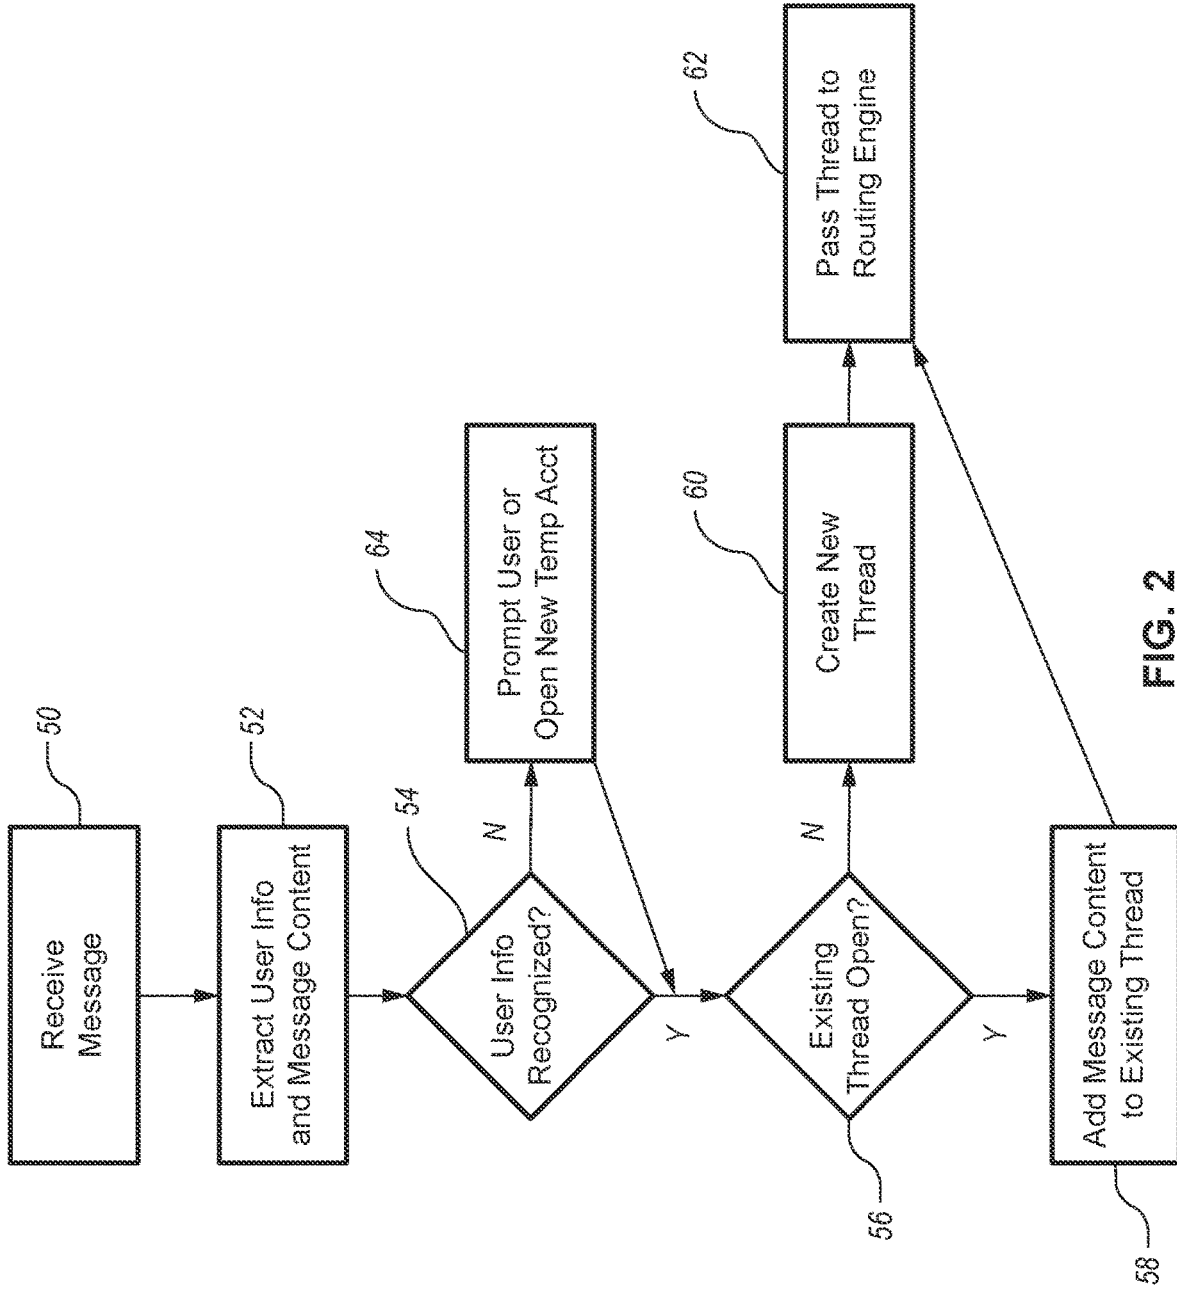 50
Receive
Message
52
Extract User Info
and Message Content
54
User Info
Recognized?
N
Y
64
Prompt User or
Open New Temp Acct
56
Existing
Thread Open?
N
Y
60
Create New
Thread
62
Pass Thread to
Routing Engine
58
Add Message Content
to Existing Thread
FIG. 2